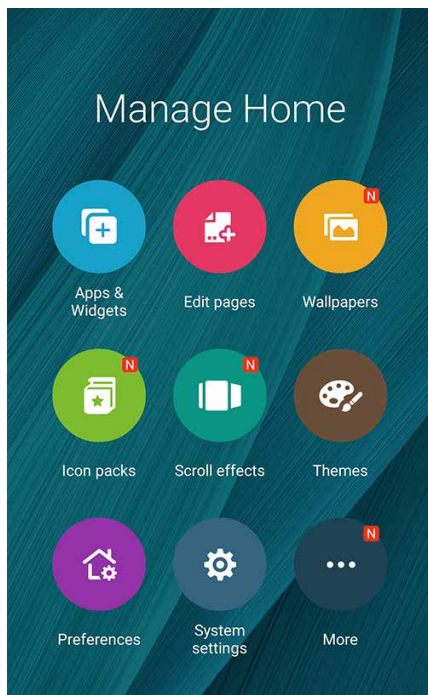 Manage Home
N
Apps &
Widgets
Edit pages
Wallpapers
N
N
Icon packs
Scroll effects
Themes
N
Preferences
System
settings
More